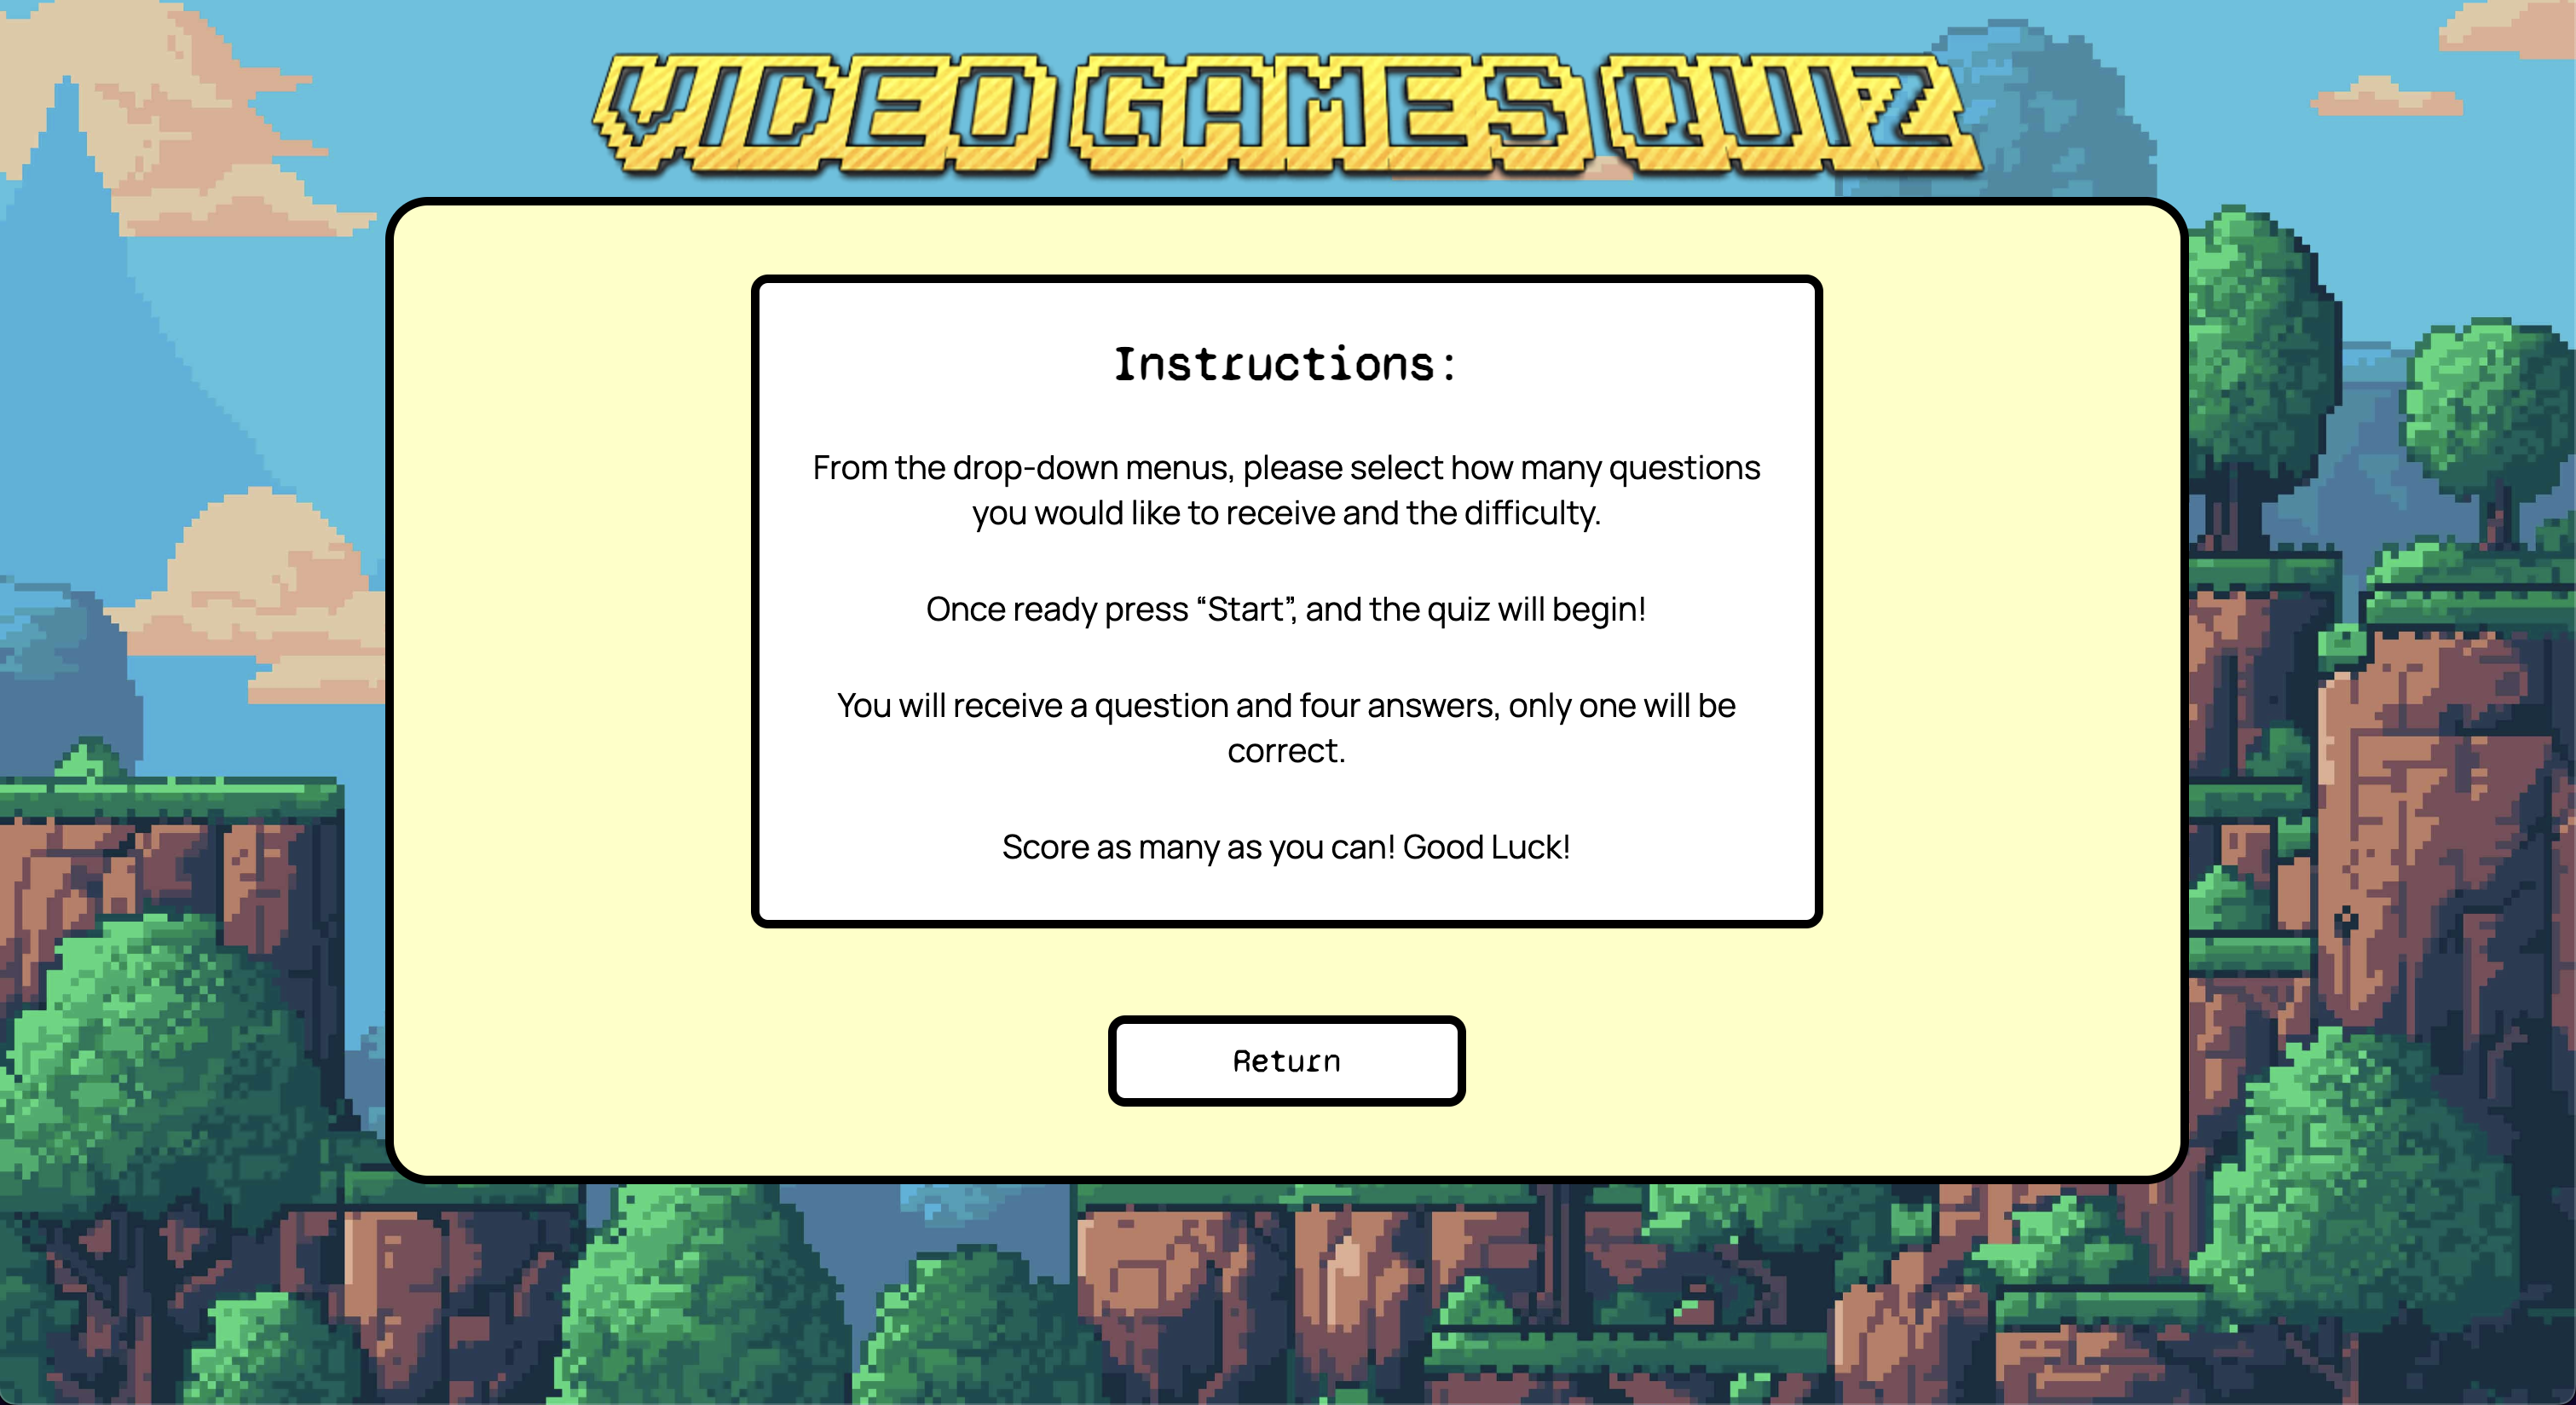 VIDEO GAMES QUIZ
Instructions:
From the drop-down menus, please select how many questions
you would like to receive and the difficulty.
Once ready press “Start”, and the quiz will begin!
You will receive a question and four answers, only one will be
correct.
Score as many as you can! Good Luck!
Return